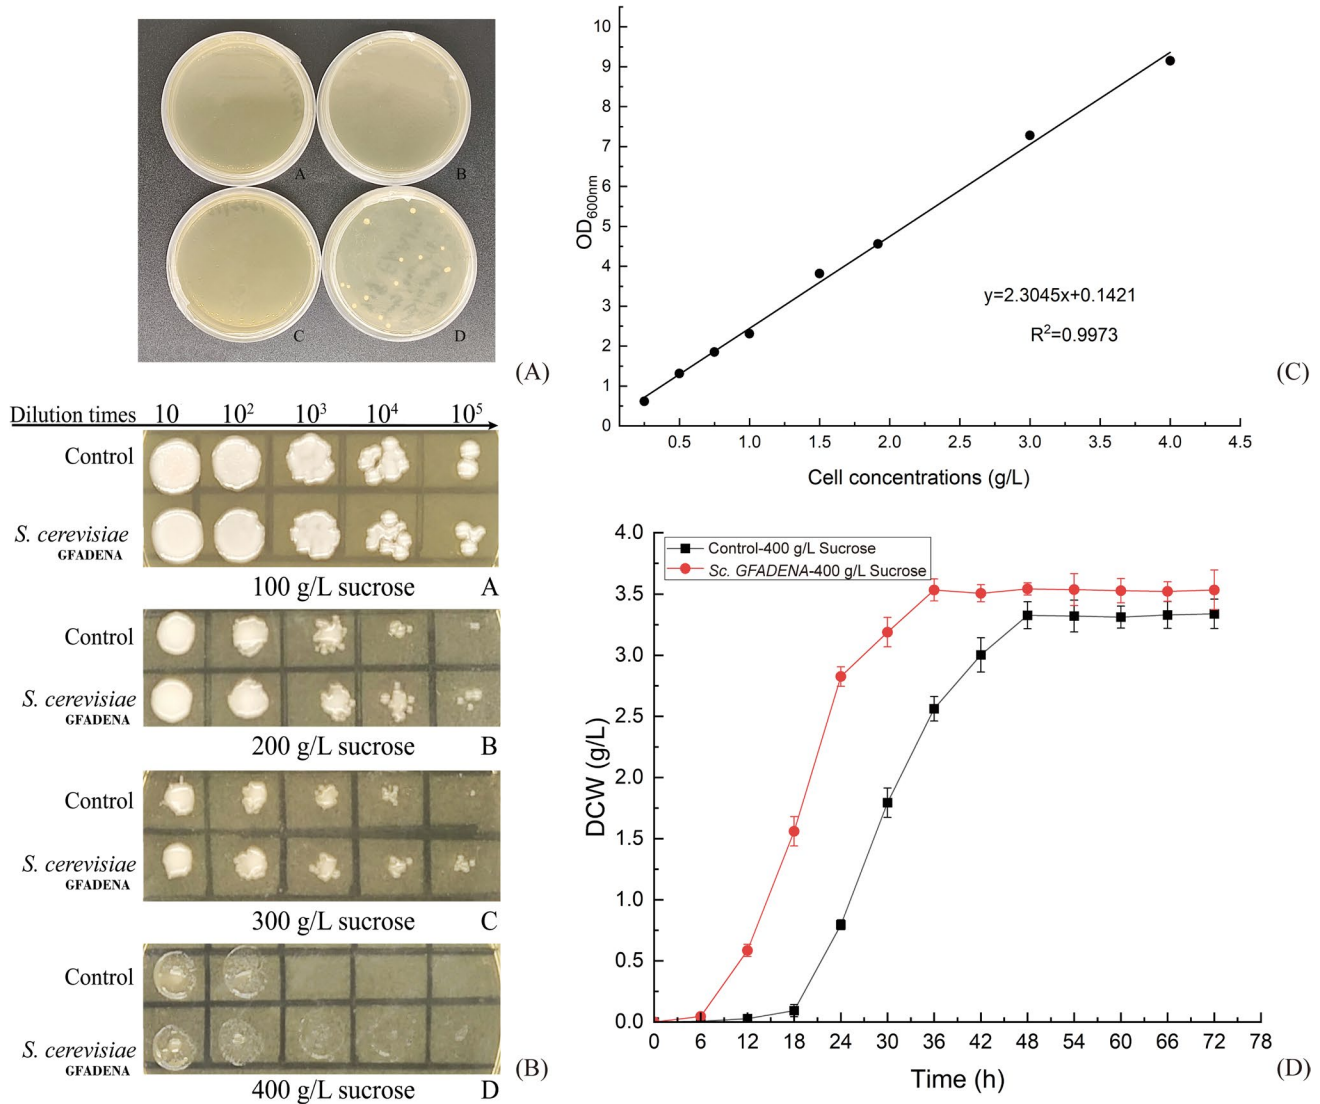 A
B
C
D
(A)
Dilution times 10 10² 10³ 10⁴ 10⁵
Control
S. cerevisiae
GFADENA
100 g/L sucrose A
Control
S. cerevisiae
GFADENA
200 g/L sucrose B
Control
S. cerevisiae
GFADENA
300 g/L sucrose C
Control
S. cerevisiae
GFADENA
400 g/L sucrose D
(B)
10
9
8
7
6
5
4
3
2
1
0
OD600nm
y=2.3045x+0.1421
R²=0.9973
0.5 1.0 1.5 2.0 2.5 3.0 3.5 4.0 4.5
Cell concentrations (g/L)
(C)
4.0
3.5
3.0
2.5
2.0
1.5
1.0
0.5
0.0
DCW (g/L)
Control-400 g/L Sucrose
Sc. GFADENA-400 g/L Sucrose
0 6 12 18 24 30 36 42 48 54 60 66 72 78
Time (h)
(D)